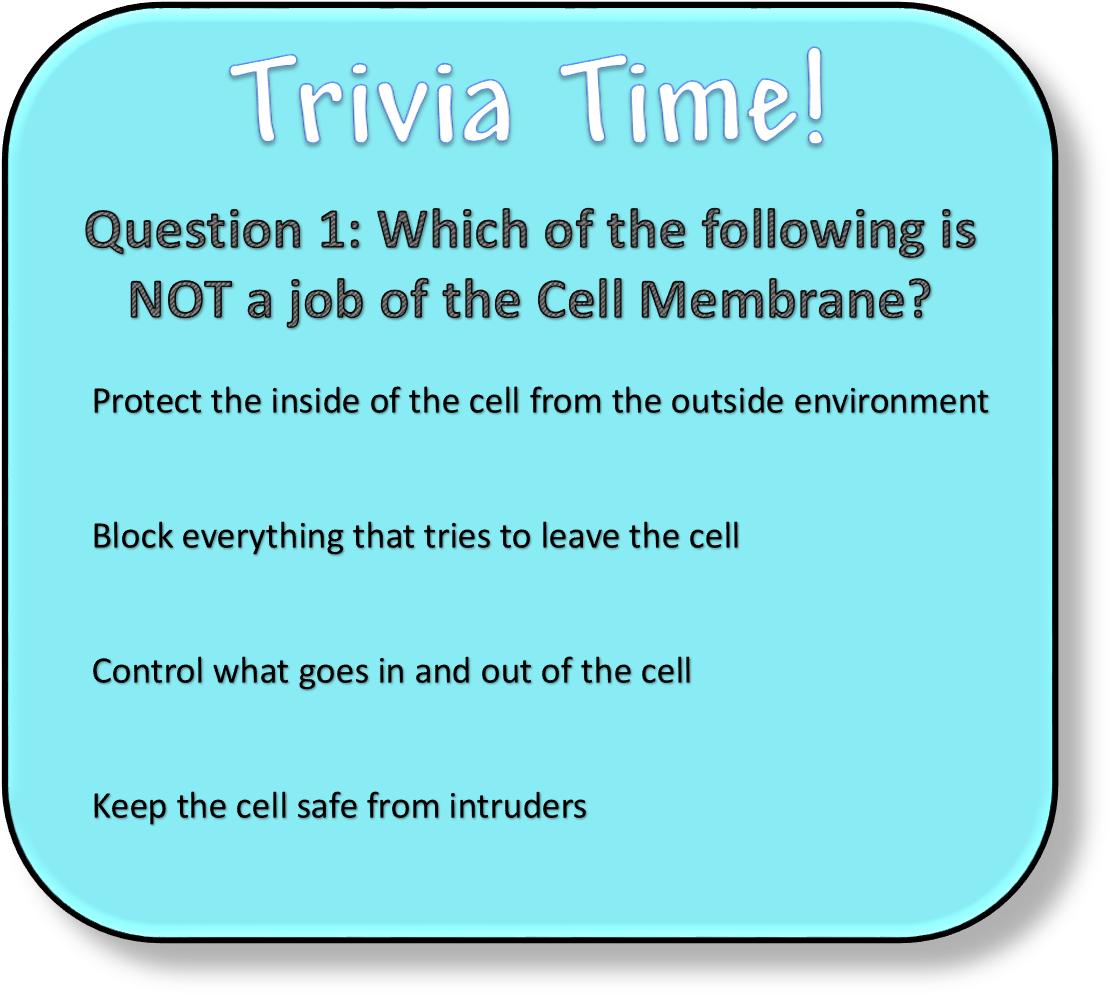 Trivia Time!
Question 1: Which of the following is
NOT a job of the Cell Membrane?
Protect the inside of the cell from the outside environment
Block everything that tries to leave the cell
Control what goes in and out of the cell
Keep the cell safe from intruders